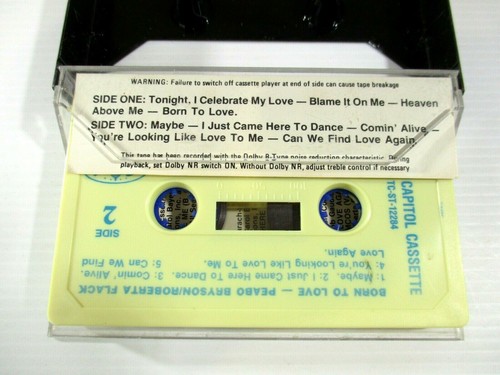 WARNING: Failure to switch off cassette player at end of side can cause tape breakage
SIDE ONE: Tonight, I Celebrate My Love — Blame It On Me — Heaven
Above Me — Born To Love.
SIDE TWO: Maybe — I Just Came Here To Dance — Comin' Alive, —
You're Looking Like Love To Me — Can We Find Love Again.
This tape has been recorded with the Dolby B-Type noise reduction characteristic. During
playback, set Dolby NR switch ON. Without Dolby NR, adjust treble control if necessary
CAPITOL CASSETTE
TC-ST-12284
SIDE
2
BORN TO LOVE — PEABO BRYSON/ROBERTA FLACK
1: Maybe. 2: I Just Came Here To Dance. 3: Comin' Alive.
4: You're Looking Like Love To Me. 5: Can We Find
Love Again.